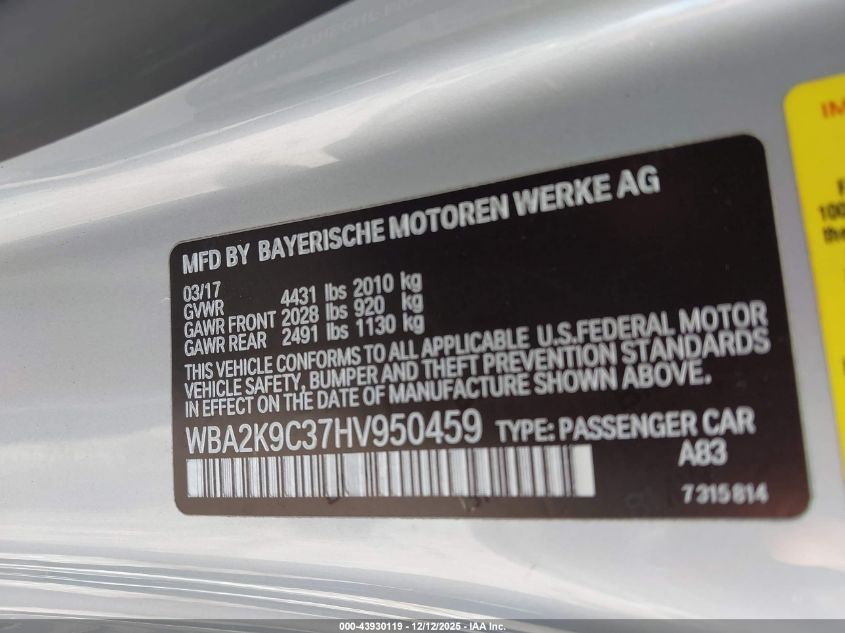 MFD BY BAYERISCHE MOTOREN WERKE AG
03/17
GVWR 4431 lbs 2010 kg
GAWR FRONT 2028 lbs 920 kg
GAWR REAR 2491 lbs 1130 kg
THIS VEHICLE CONFORMS TO ALL APPLICABLE U.S.FEDERAL MOTOR
VEHICLE SAFETY, BUMPER AND THEFT PREVENTION STANDARDS
IN EFFECT ON THE DATE OF MANUFACTURE SHOWN ABOVE.
WBA2K9C37HV950459 TYPE: PASSENGER CAR
A83
7315814
IM
F
100
the
000-43930119 - 12/12/2025 - IAA Inc.